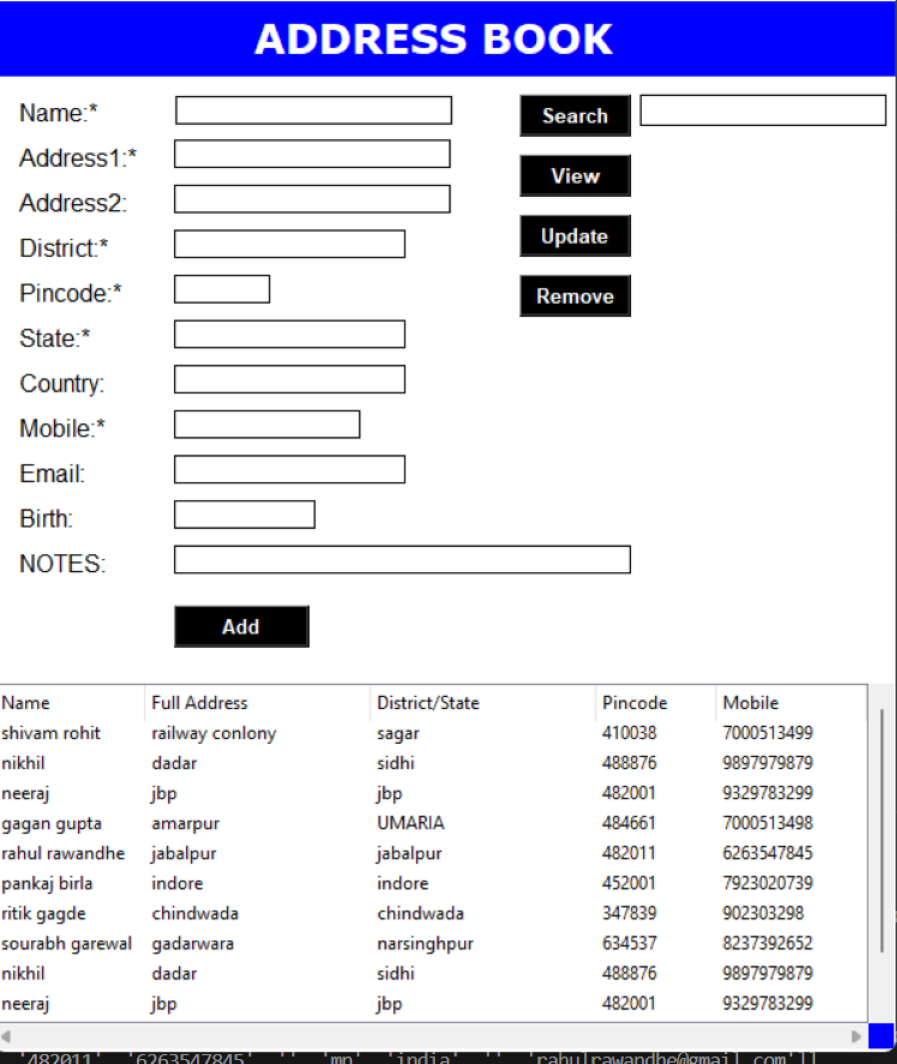 ADDRESS BOOK
Name:* Search
Address1:*
View
Address2:
Update
District:*
Pincode:* Remove
State:*
Country:
Mobile:*
Email:
Birth:
NOTES:
Add
Name Full Address District/State Pincode Mobile
shivam rohit railway conlony sagar 410038 7000513499
nikhil dadar sidhi 488876 9897979879
neeraj jbp jbp 482001 9329783299
gagan gupta amarpur UMARIA 484661 7000513498
rahul rawandhe jabalpur jabalpur 482011 6263547845
pankaj birla indore indore 452001 7923020739
ritik gagde chindwada chindwada 347839 902303298
sourabh garewal gadarwara narsinghpur 634537 8237392652
nikhil dadar sidhi 488876 9897979879
neeraj jbp jbp 482001 9329783299
'482011' '6263547845' '' 'mp' 'india' '' 'rahulrawandhe@gmail.com']]